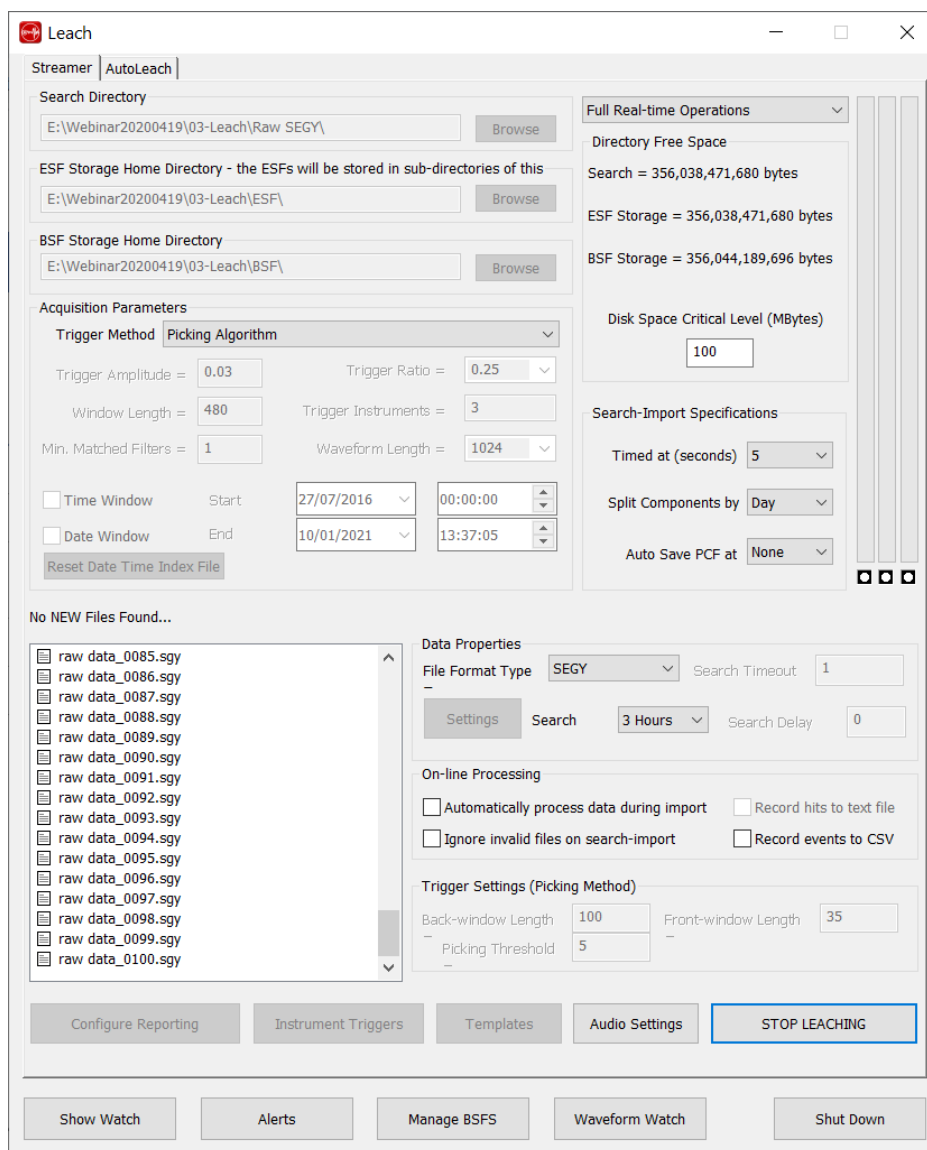 Leach
Streamer AutoLeach
Search Directory
E:\Webinar20200419\03-Leach\Raw SEGY\ Browse
ESF Storage Home Directory - the ESFs will be stored in sub-directories of this
E:\Webinar20200419\03-Leach\ESF\ Browse
BSF Storage Home Directory
E:\Webinar20200419\03-Leach\BSF\ Browse
Full Real-time Operations
Directory Free Space
Search = 356,038,471,680 bytes
ESF Storage = 356,038,471,680 bytes
BSF Storage = 356,044,189,696 bytes
Disk Space Critical Level (MBytes)
100
Acquisition Parameters
Trigger Method Picking Algorithm
Trigger Amplitude = 0.03 Trigger Ratio = 0.25
Window Length = 480 Trigger Instruments = 3
Min. Matched Filters = 1 Waveform Length = 1024
Time Window Start 27/07/2016 00:00:00
Date Window End 10/01/2021 13:37:05
Reset Date Time Index File
Search-Import Specifications
Timed at (seconds) 5
Split Components by Day
Auto Save PCF at None
No NEW Files Found...
raw data_0085.sgy
raw data_0086.sgy
raw data_0087.sgy
raw data_0088.sgy
raw data_0089.sgy
raw data_0090.sgy
raw data_0091.sgy
raw data_0092.sgy
raw data_0093.sgy
raw data_0094.sgy
raw data_0095.sgy
raw data_0096.sgy
raw data_0097.sgy
raw data_0098.sgy
raw data_0099.sgy
raw data_0100.sgy
Data Properties
File Format Type SEGY Search Timeout 1
Settings Search 3 Hours Search Delay 0
On-line Processing
Automatically process data during import Record hits to text file
Ignore invalid files on search-import Record events to CSV
Trigger Settings (Picking Method)
Back-window Length 100 Front-window Length 35
Picking Threshold 5
Configure Reporting Instrument Triggers Templates Audio Settings STOP LEACHING
Show Watch Alerts Manage BSFS Waveform Watch Shut Down